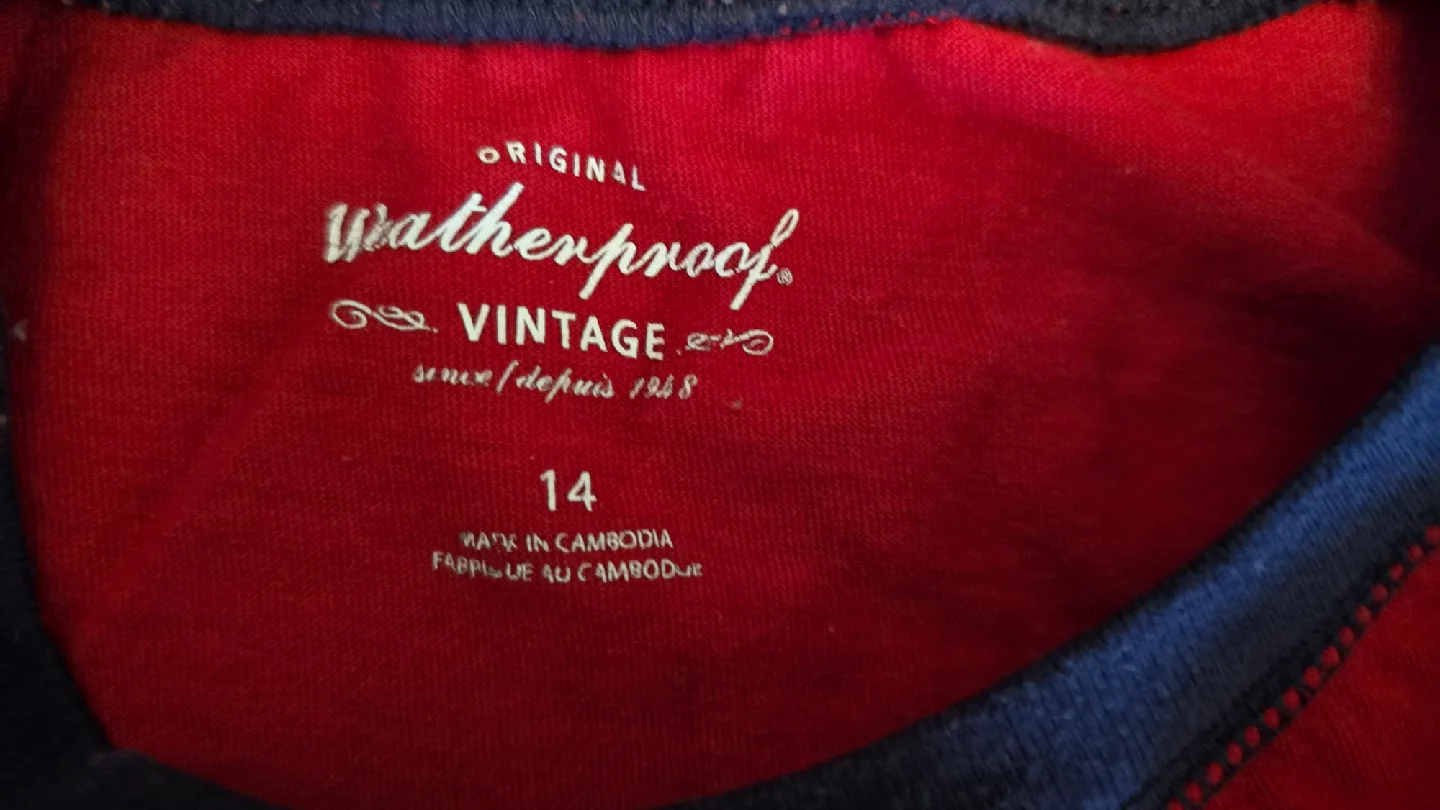 ORIGINAL
Weatherproof®
VINTAGE
since/depuis 1948
14
MADE IN CAMBODIA
FABRIQUE AU CAMBODGE